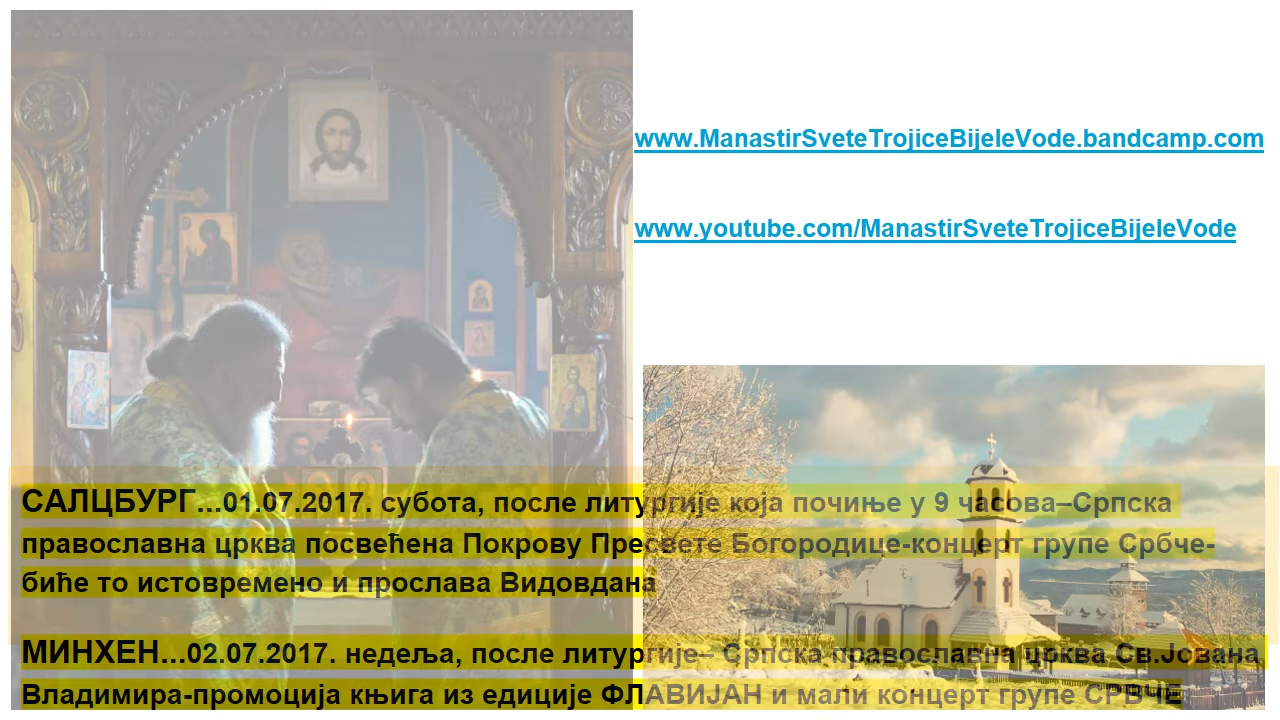 www.ManastirSveteTrojiceBijeleVode.bandcamp.com
www.youtube.com/ManastirSveteTrojiceBijeleVode
САЛЦБУРГ...01.07.2017. субота, после литургије која почиње у 9 часова–Српска
православна црква посвећена Покрову Пресвете Богородице-концерт групе Србче-
биће то истовремено и прослава Видовдана
МИНХЕН...02.07.2017. недеља, после литургије– Српска православна црква Св.Јована
Владимира-промоција књига из едиције ФЛАВИЈАН и мали концерт групе СРВЧЕ